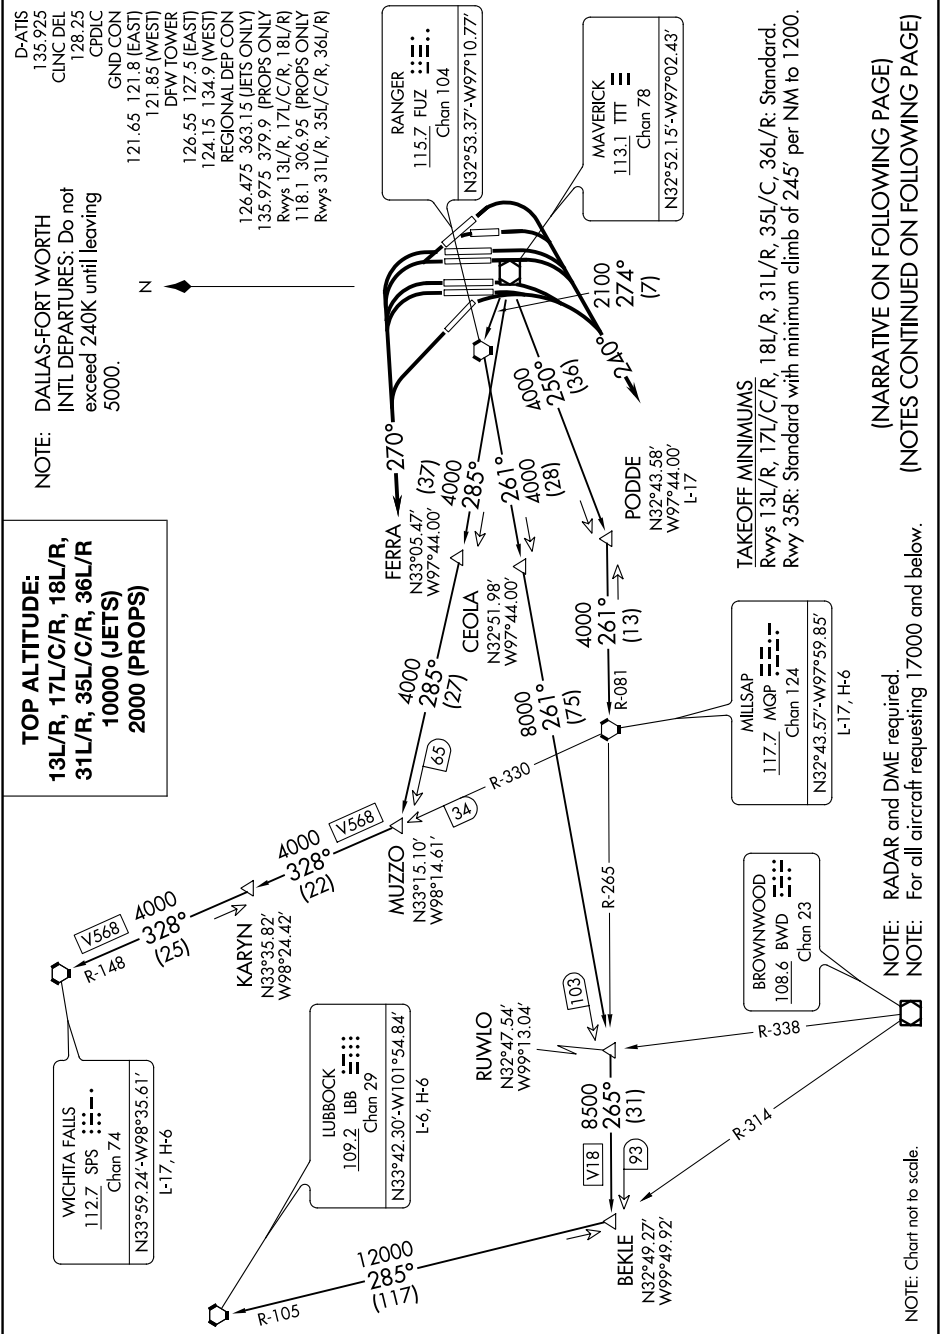 D-ATIS
135.925
CLNC DEL
128.25
CPDLC
GND CON
121.65 121.8 (EAST)
121.85 (WEST)
DFW TOWER
126.55 127.5 (EAST)
124.15 134.9 (WEST)
REGIONAL DEP CON
126.475 363.15 (JETS ONLY)
135.975 379.9 (PROPS ONLY
Rwys 13L/R, 17L/C/R, 18L/R)
118.1 306.95 (PROPS ONLY
Rwys 31L/R, 35L/C/R, 36L/R)
NOTE: DALLAS-FORT WORTH
INTL DEPARTURES: Do not
exceed 240K until leaving
5000.
N
TOP ALTITUDE:
13L/R, 17L/C/R, 18L/R,
31L/R, 35L/C/R, 36L/R
10000 (JETS)
2000 (PROPS)
RANGER
115.7 FUZ
Chan 104
N32°53.37'-W97°10.77'
MAVERICK
113.1 TTT
Chan 78
N32°52.15'-W97°02.43'
2100
274°
(7)
270°
240°
FERRA
N33°05.47'
W97°44.00'
(37)
4000
285°
261°
4000
(28)
4000
250°
(36)
CEOLA
N32°51.98'
W97°44.00'
PODDE
N32°43.58'
W97°44.00'
L-17
4000
285°
(27)
8000
261°
(75)
4000
261°
(13)
R-081
65
34
R-330
MILLSAP
117.7 MQP
Chan 124
N32°43.57'-W97°59.85'
L-17, H-6
MUZZO
N33°15.10'
W98°14.61'
V568
4000
328°
(22)
KARYN
N33°35.82'
W98°24.42'
V568
4000
328°
(25)
R-148
WICHITA FALLS
112.7 SPS
Chan 74
N33°59.24'-W98°35.61'
L-17, H-6
R-265
103
RUWLO
N32°47.54'
W99°13.04'
BROWNWOOD
108.6 BWD
Chan 23
R-338
R-314
8500
265°
(31)
V18
93
BEKLE
N32°49.27'
W99°49.92'
LUBBOCK
109.2 LBB
Chan 29
N33°42.30'-W101°54.84'
L-6, H-6
12000
285°
(117)
R-105
TAKEOFF MINIMUMS
Rwys 13L/R, 17L/C/R, 18L/R, 31L/R, 35L/C, 36L/R: Standard.
Rwy 35R: Standard with minimum climb of 245' per NM to 1200.
NOTE: RADAR and DME required.
NOTE: For all aircraft requesting 17000 and below.
(NARRATIVE ON FOLLOWING PAGE)
(NOTES CONTINUED ON FOLLOWING PAGE)
NOTE: Chart not to scale.